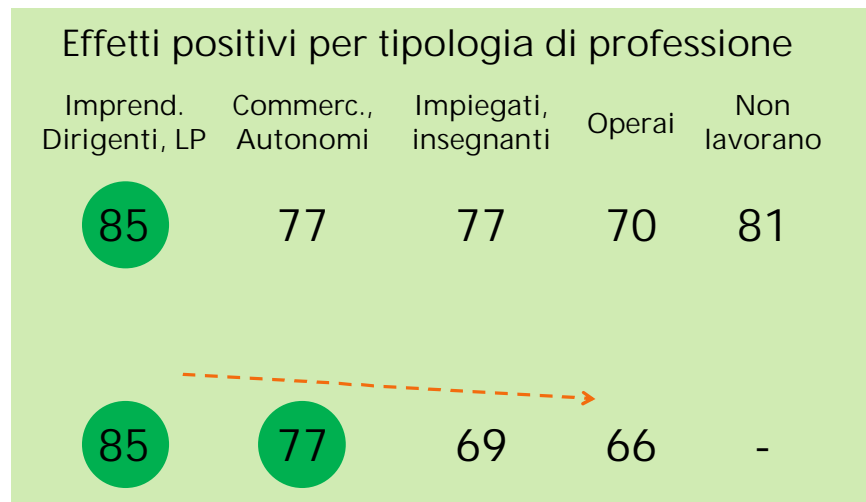 Effetti positivi per tipologia di professione
Imprend. Dirigenti, LP
Commerc., Autonomi
Impiegati, insegnanti
Operai
Non lavorano
85 77 77 70 81
85 77 69 66 -